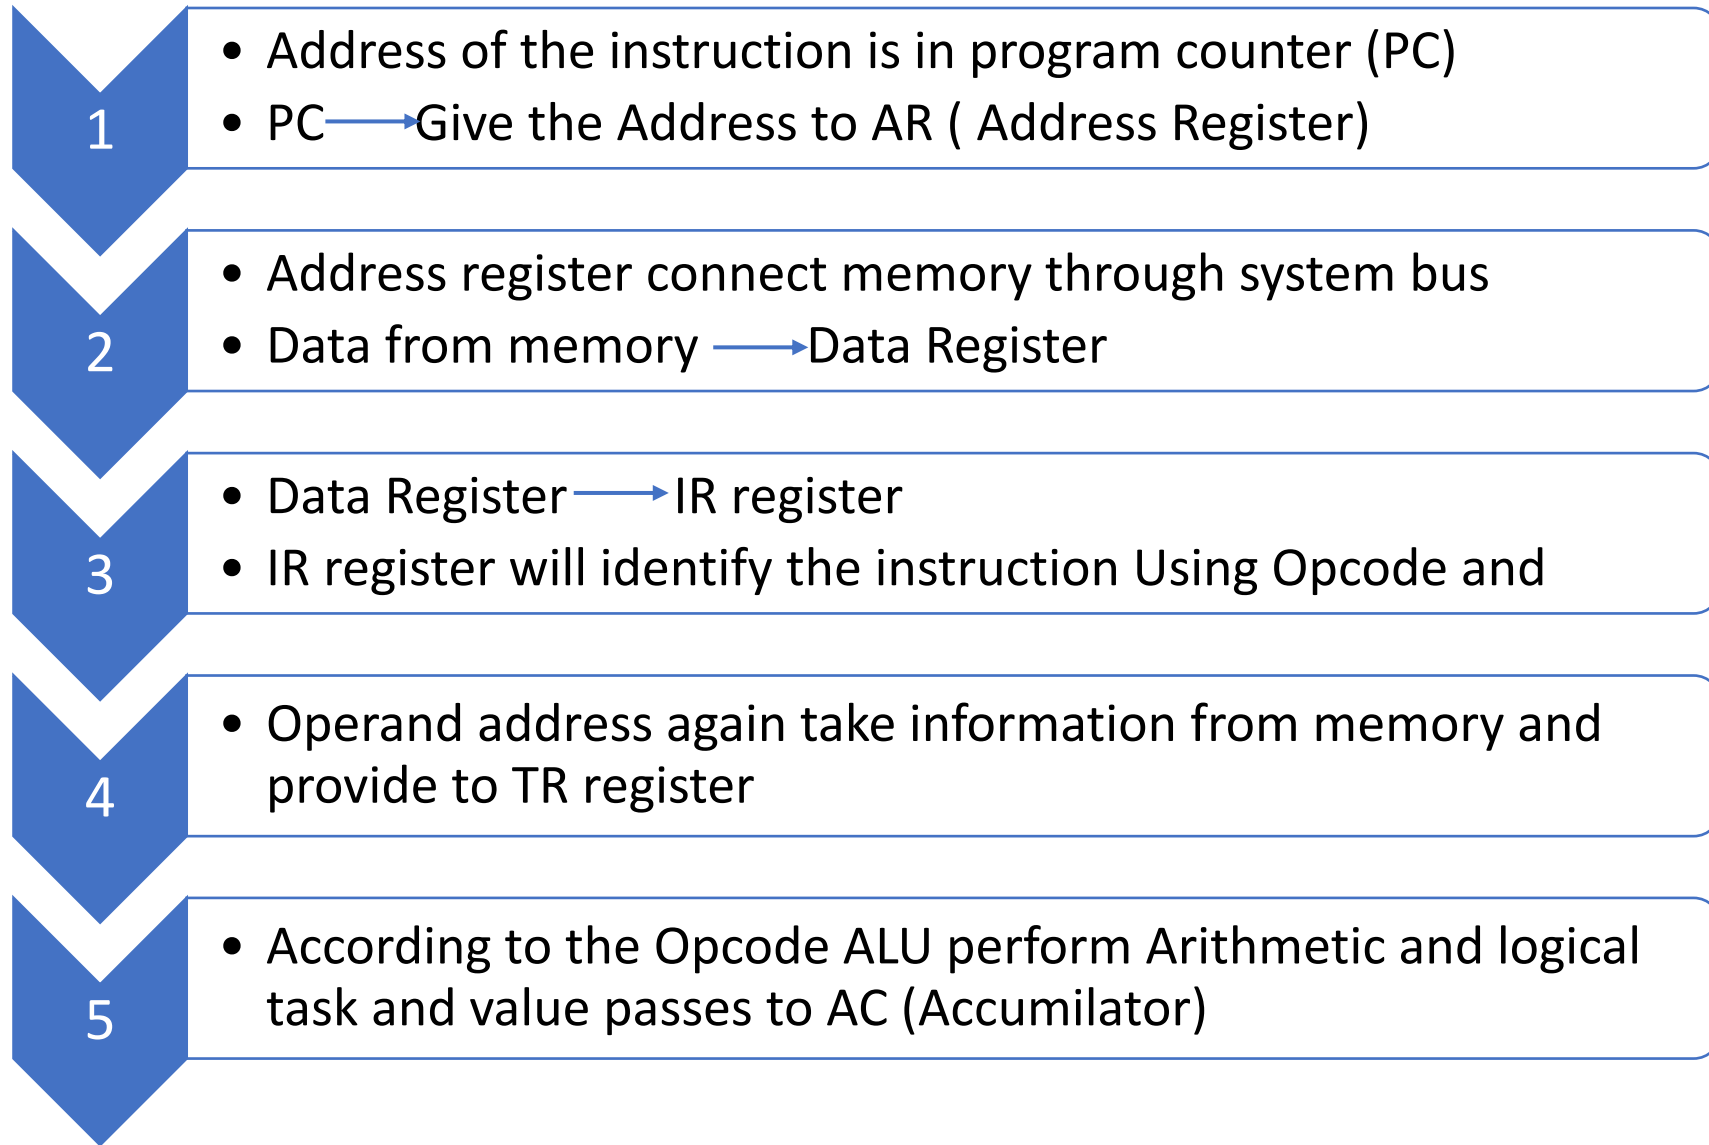 1
• Address of the instruction is in program counter (PC)
• PC → Give the Address to AR ( Address Register)
2
• Address register connect memory through system bus
• Data from memory → Data Register
3
• Data Register → IR register
• IR register will identify the instruction Using Opcode and
4
• Operand address again take information from memory and
provide to TR register
5
• According to the Opcode ALU perform Arithmetic and logical
task and value passes to AC (Accumilator)